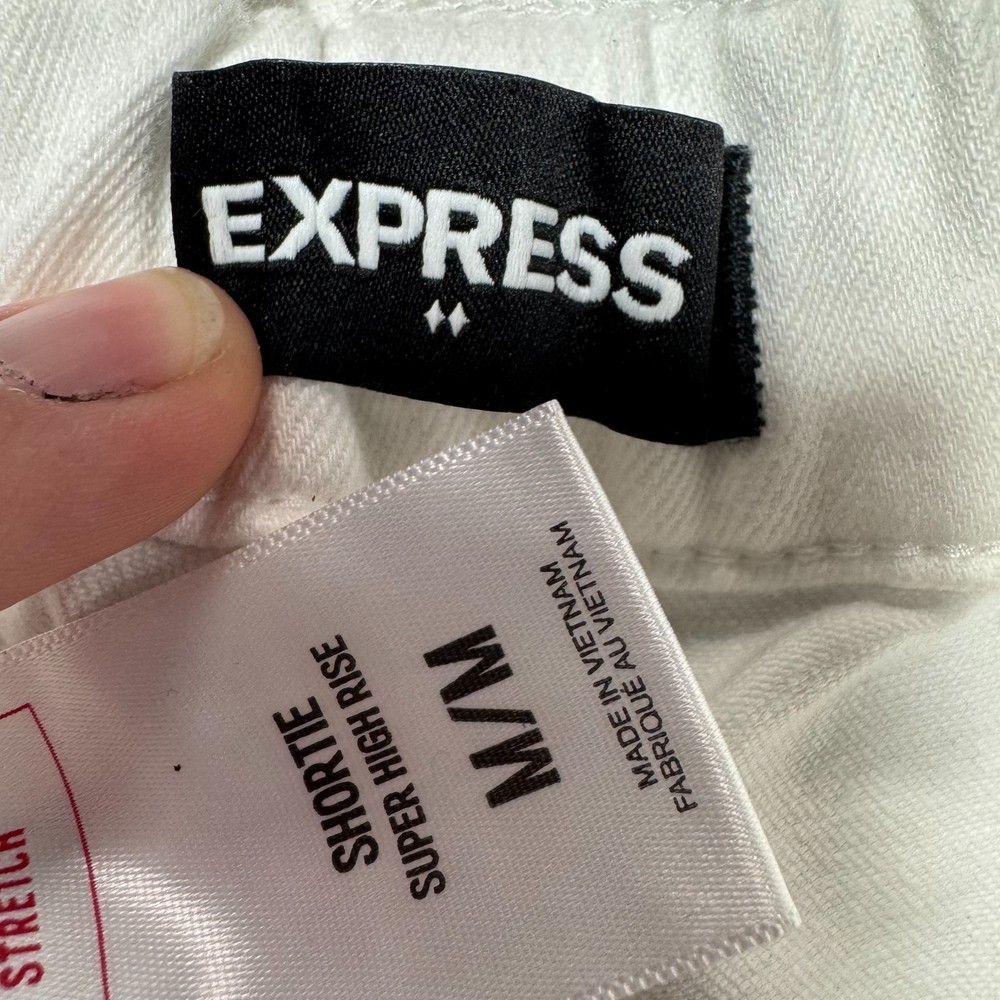 EXPRESS
SHORTIE
SUPER HIGH RISE
M/M
MADE IN VIETNAM
FABRIQUÉ AU VIETNAM
STRETCH